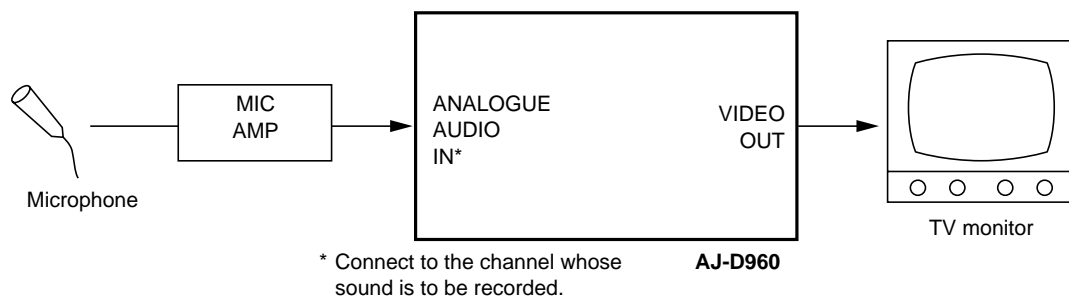 Microphone
MIC
AMP
ANALOGUE
AUDIO
IN*
VIDEO
OUT
TV monitor
* Connect to the channel whose
sound is to be recorded.
AJ-D960